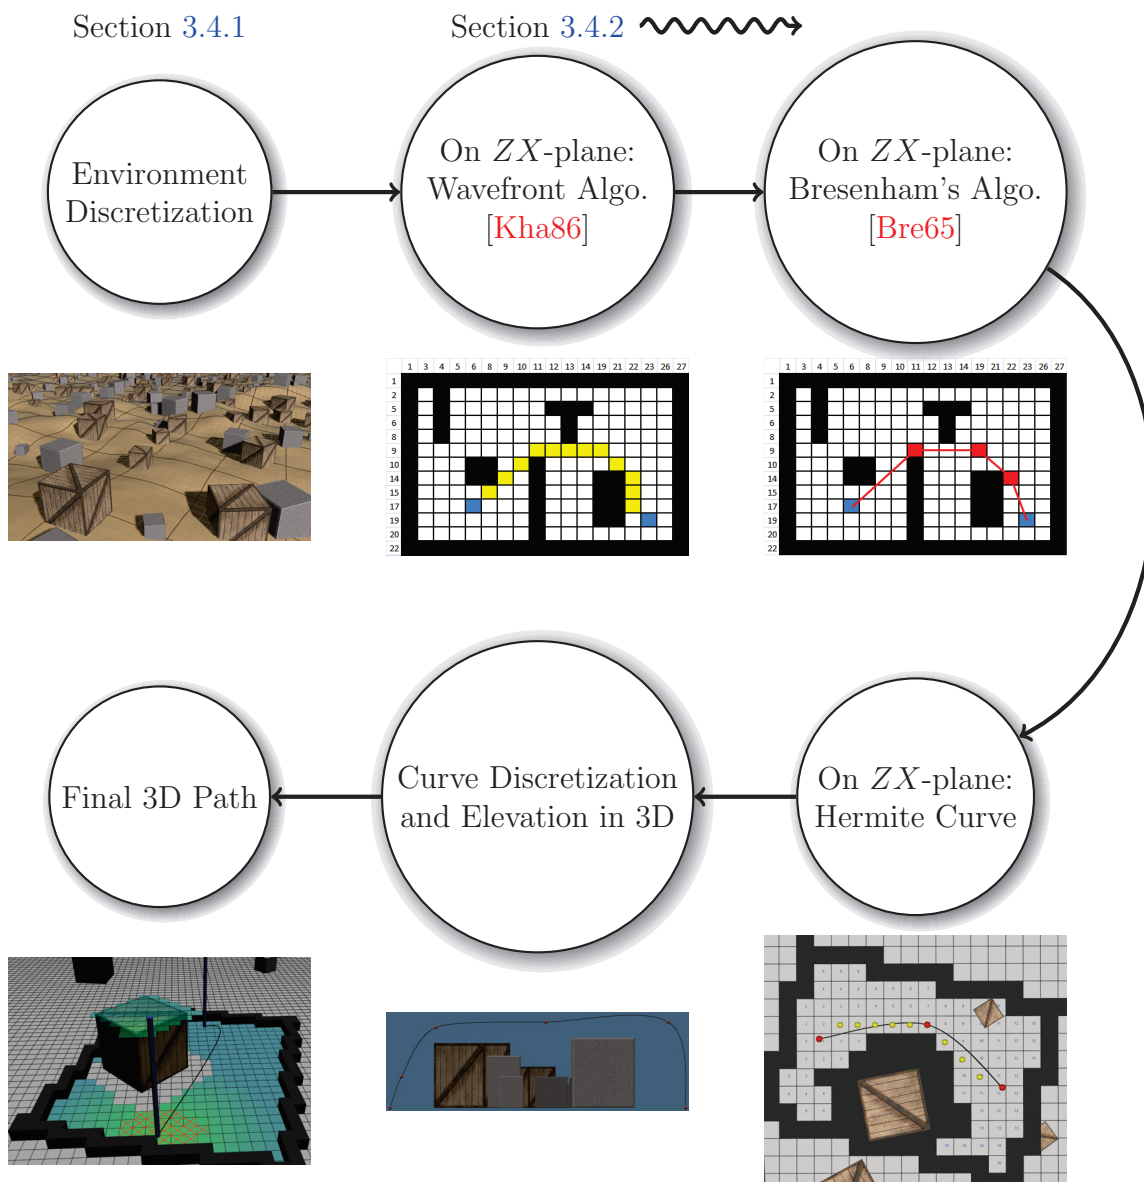 Section 3.4.1
Section 3.4.2
Environment
Discretization
On ZX-plane:
Wavefront Algo.
[Kha86]
On ZX-plane:
Bresenham's Algo.
[Bre65]
1 3 4 5 6 8 9 10 11 12 13 14 19 21 22 23 26 27
1
2
5
6
8
9
10
14
15
17
19
20
22
1 3 4 5 6 7 8 9 10 11 13 14 19 21 22 23 26 27
1
2
5
6
8
9
10
14
15
17
19
20
22
Final 3D Path
Curve Discretization
and Elevation in 3D
On ZX-plane:
Hermite Curve